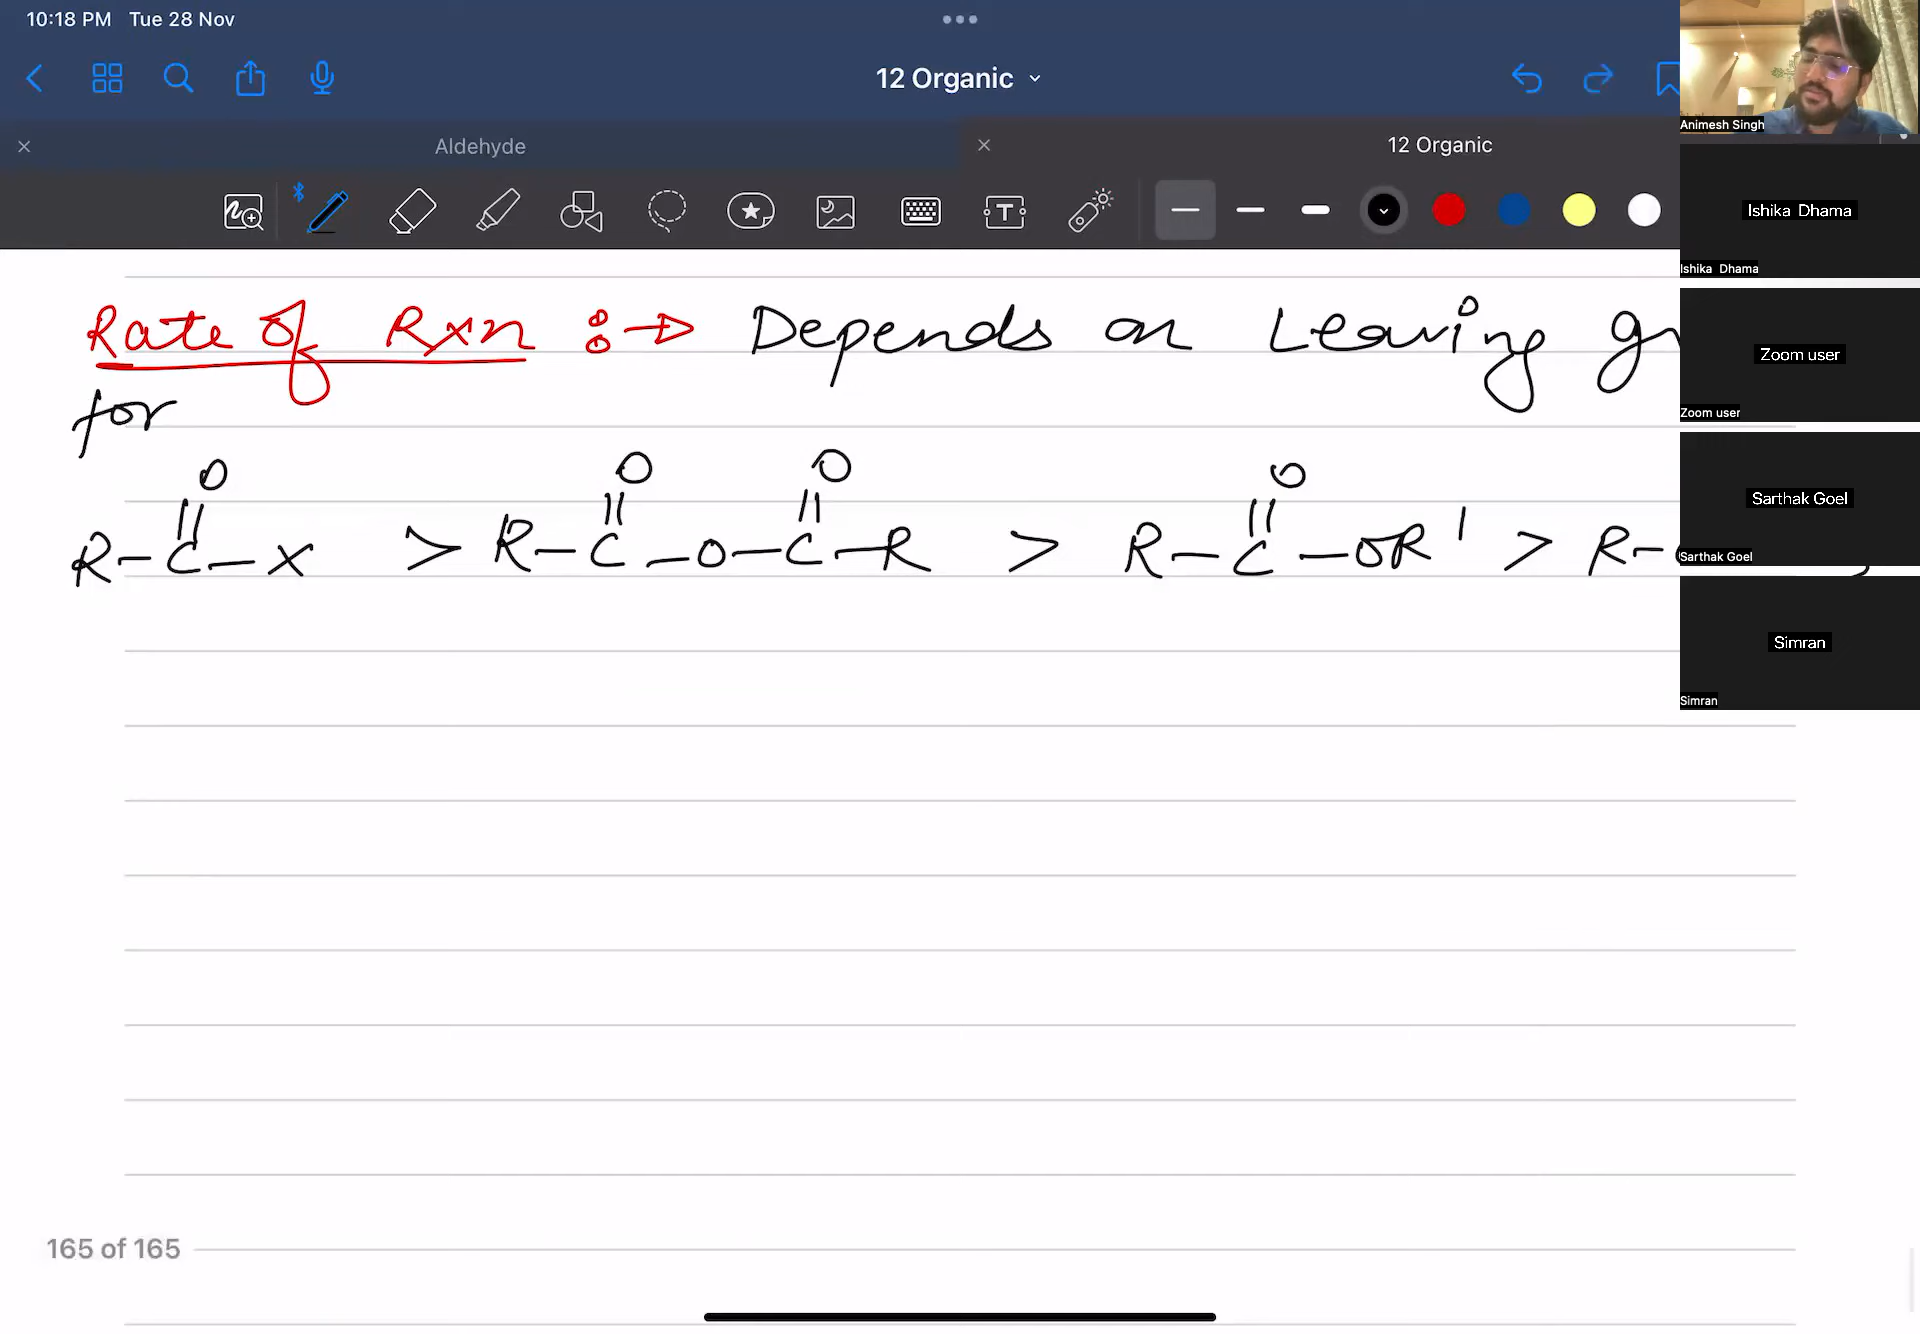 10:18 PM Tue 28 Nov
12 Organic
Aldehyde
12 Organic
Rate of Rxn :→ Depends on Leaving
for
O O O O
|| || || ||
R-C-X > R-C-O-C-R > R-C-OR' > R-
165 of 165
Animesh Singh
Ishika Dhama
Ishika Dhama
Zoom user
Zoom user
Sarthak Goel
Sarthak Goel
Simran
Simran